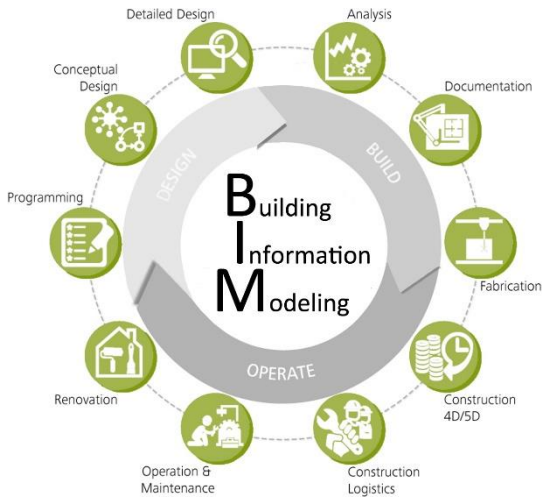 Detailed Design
Analysis
Conceptual
Design
Documentation
DESIGN
BUILD
Programming
Building
Information
Modeling
Fabrication
OPERATE
Renovation
Construction
4D/5D
Operation &
Maintenance
Construction
Logistics